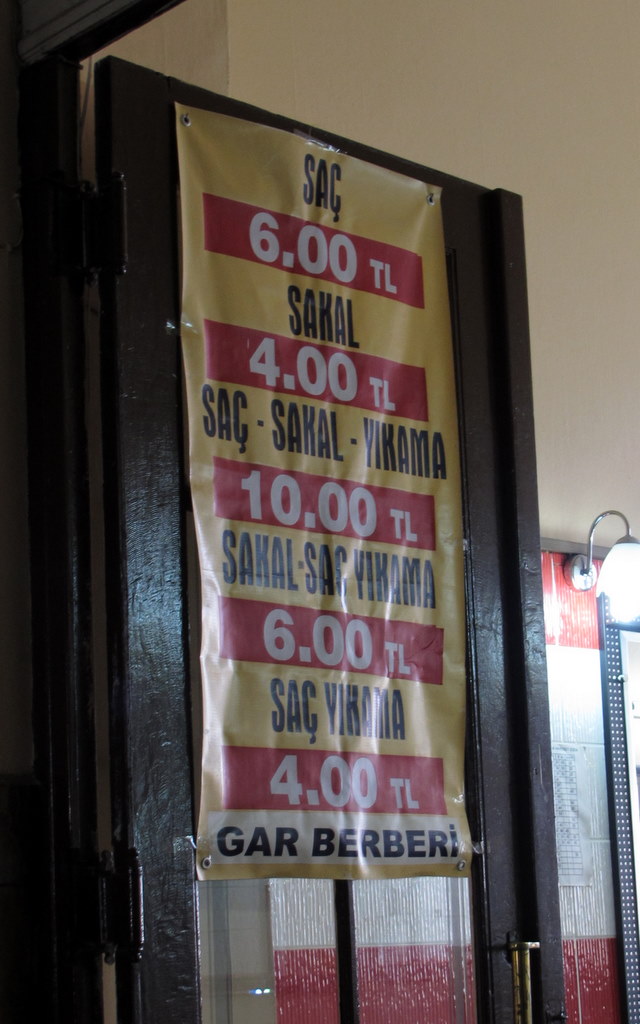 SAÇ
6.00 TL
SAKAL
4.00 TL
SAÇ - SAKAL - YIKAMA
10.00 TL
SAKAL-SAÇ YIKAMA
6.00 TL
SAÇ YIKAMA
4.00 TL
GAR BERBERİ